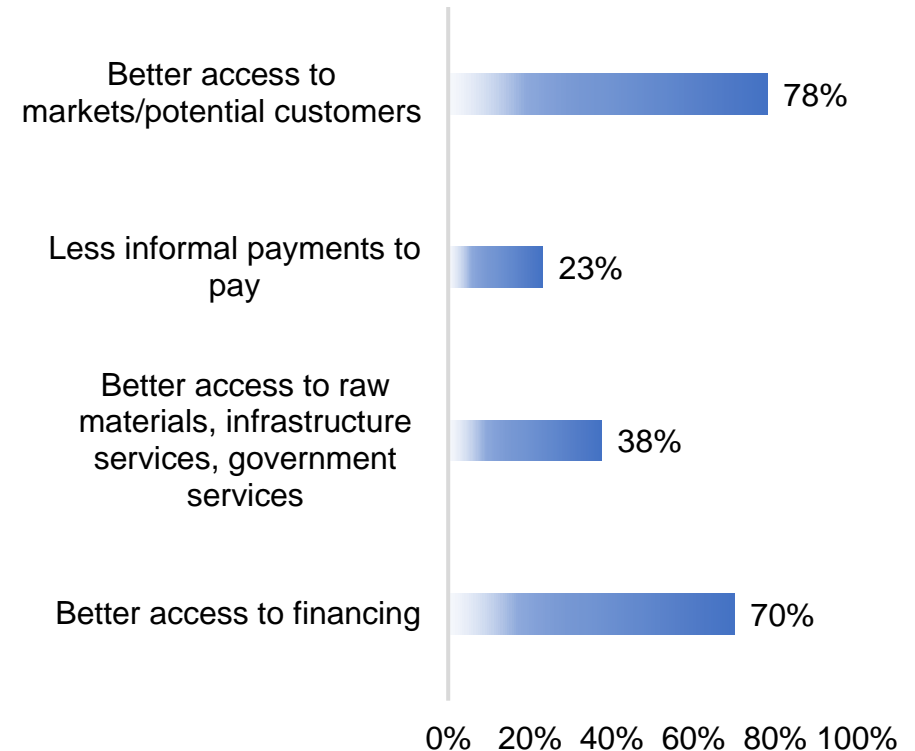 Better access to
markets/potential customers
78%
Less informal payments to
pay
23%
Better access to raw
materials, infrastructure
services, government
services
38%
Better access to financing
70%
0% 20% 40% 60% 80% 100%